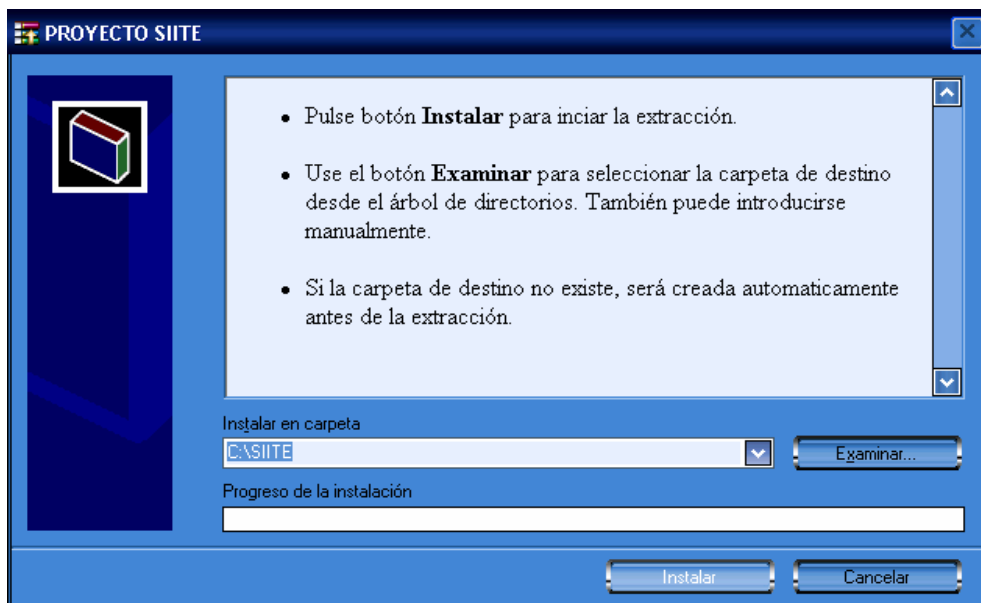 PROYECTO SIITE
Pulse botón Instalar para inciar la extracción.
Use el botón Examinar para seleccionar la carpeta de destino
desde el árbol de directorios. También puede introducirse
manualmente.
Si la carpeta de destino no existe, será creada automaticamente
antes de la extracción.
Instalar en carpeta
C:\SIITE
Examinar...
Progreso de la instalación
Instalar
Cancelar